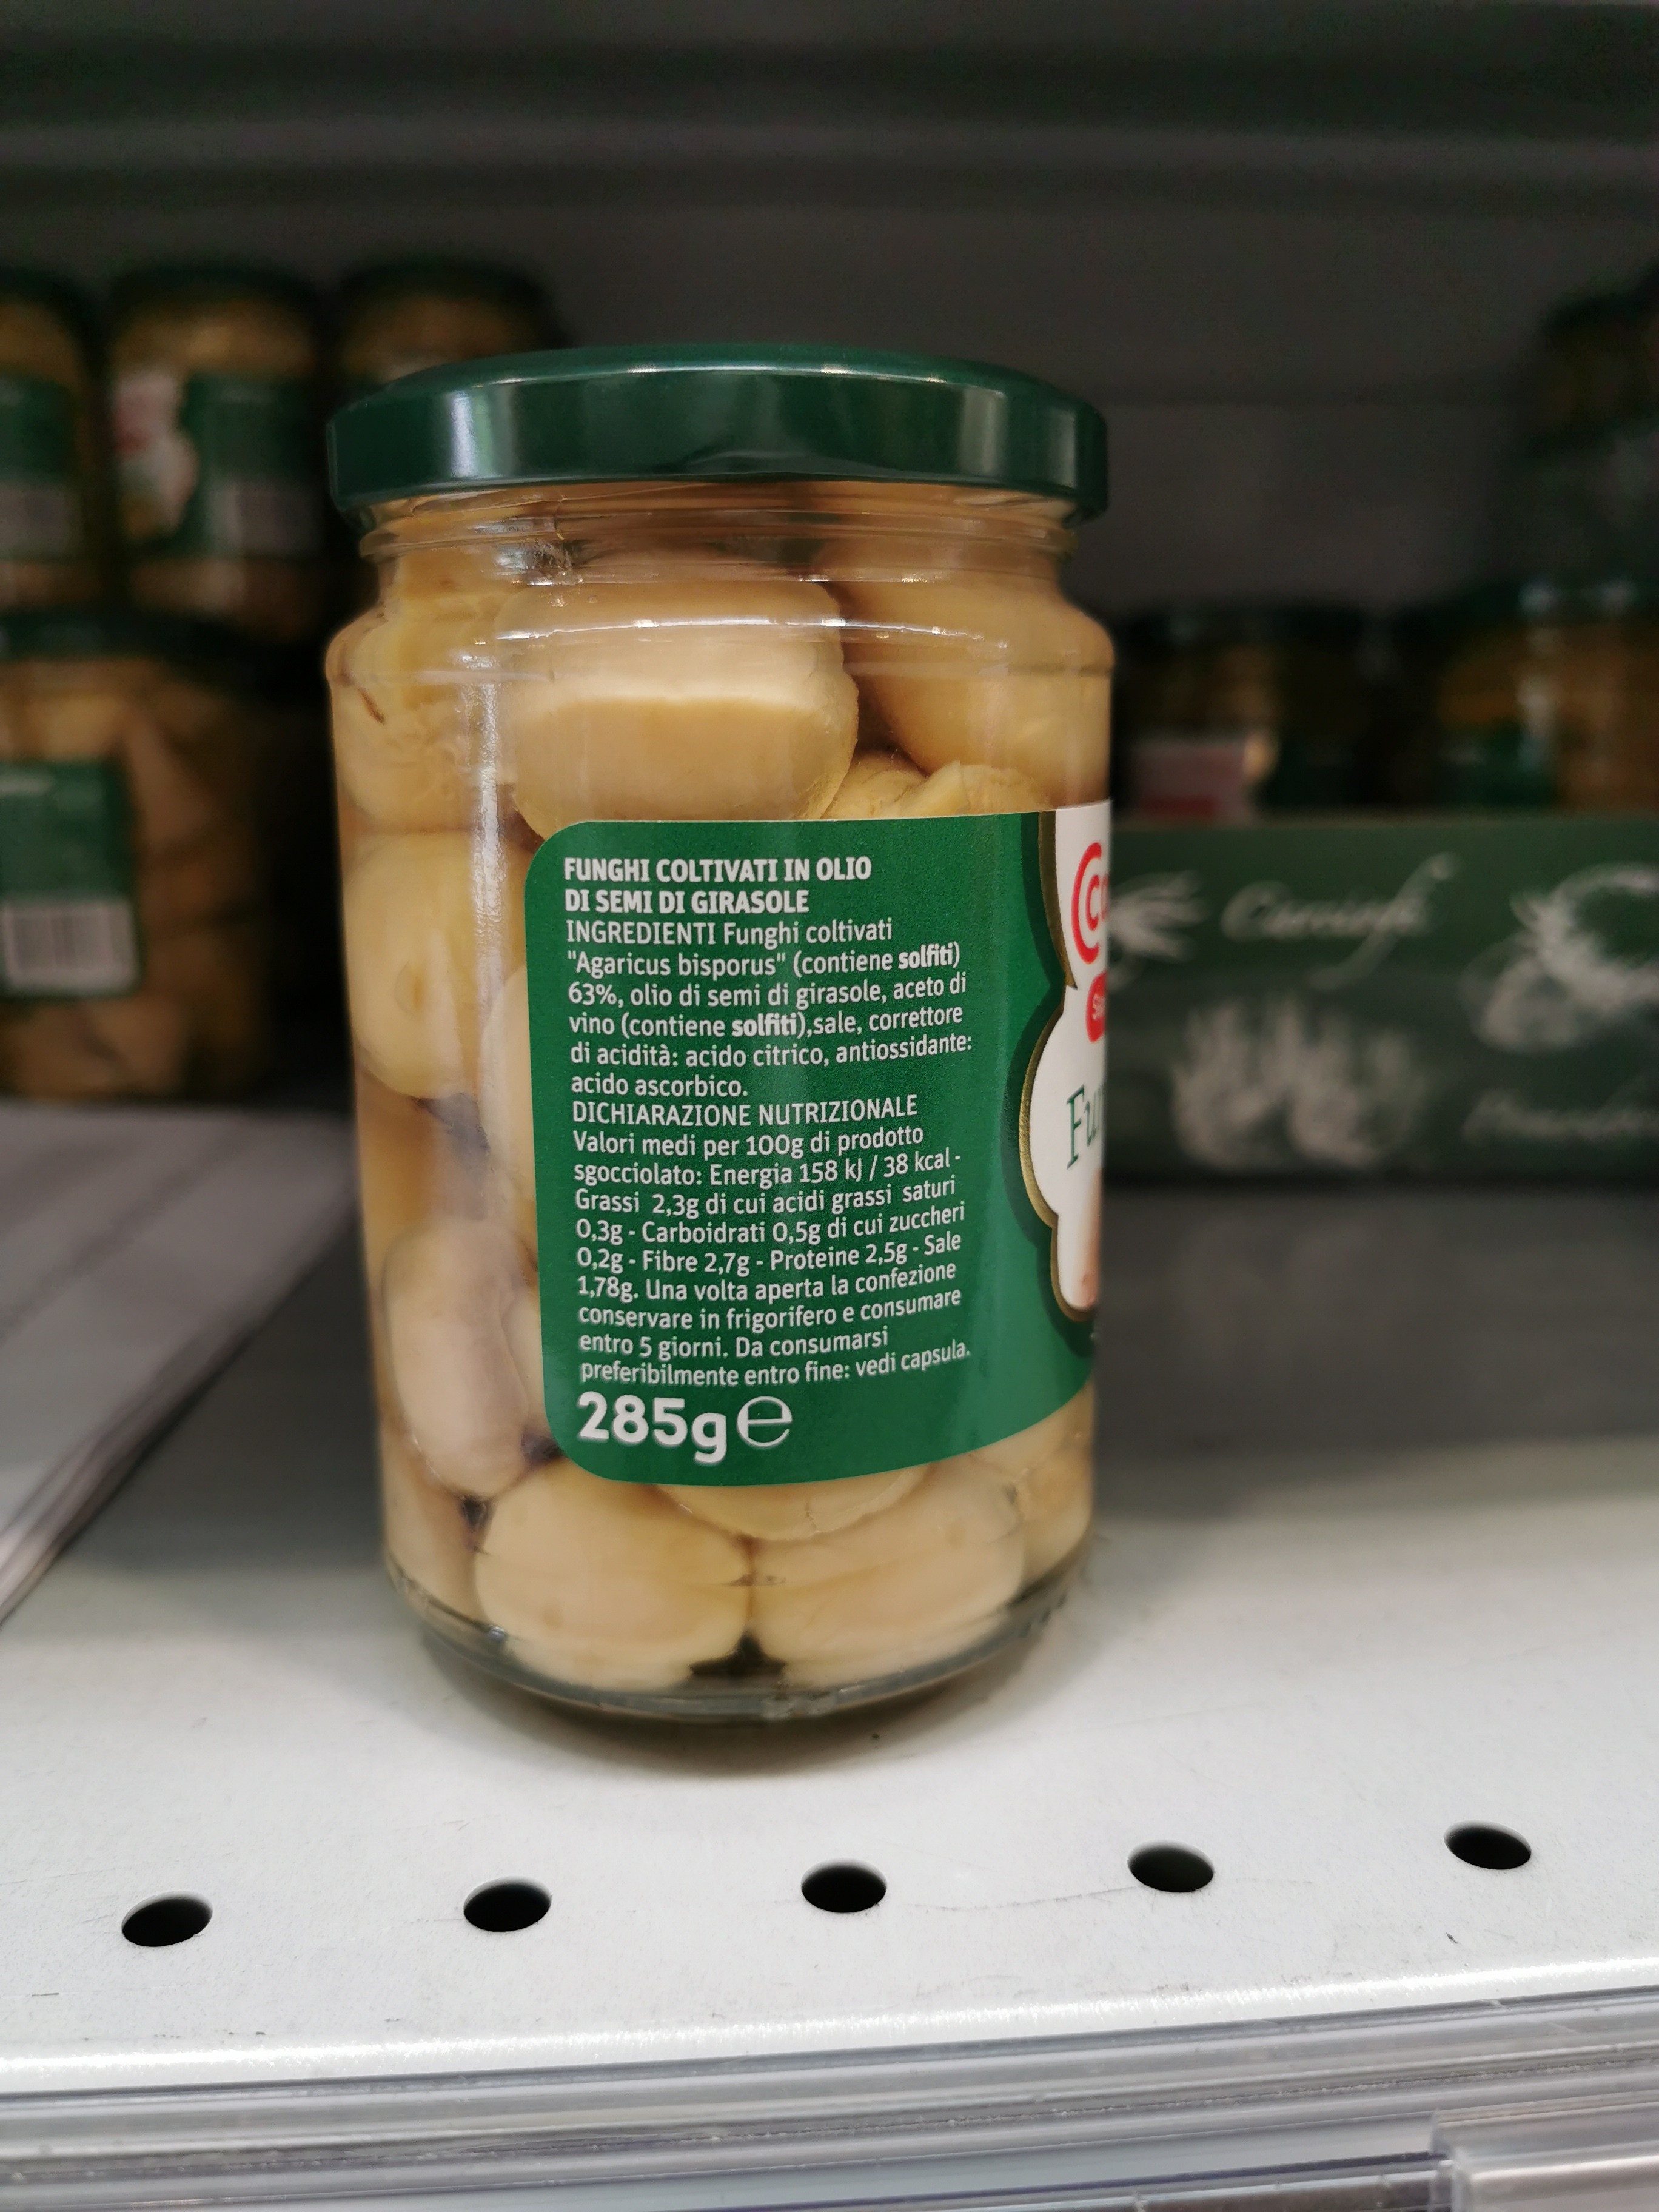 FUNGHI COLTIVATI IN OLIO
DI SEMI DI GIRASOLE
INGREDIENTI Funghi coltivati
"Agaricus bisporus" (contiene solfiti)
63%, olio di semi di girasole, aceto di
vino (contiene solfiti),sale, correttore
di acidità: acido citrico, antiossidante:
acido ascorbico.
DICHIARAZIONE NUTRIZIONALE
Valori medi per 100g di prodotto
sgocciolato: Energia 158 kJ / 38 kcal -
Grassi 2,3g di cui acidi grassi saturi
0,3g - Carboidrati 0,5g di cui zuccheri
0,2g - Fibre 2,7g - Proteine 2,5g - Sale
1,78g. Una volta aperta la confezione
conservare in frigorifero e consumare
entro 5 giorni. Da consumarsi
preferibilmente entro fine: vedi capsula.
285g e